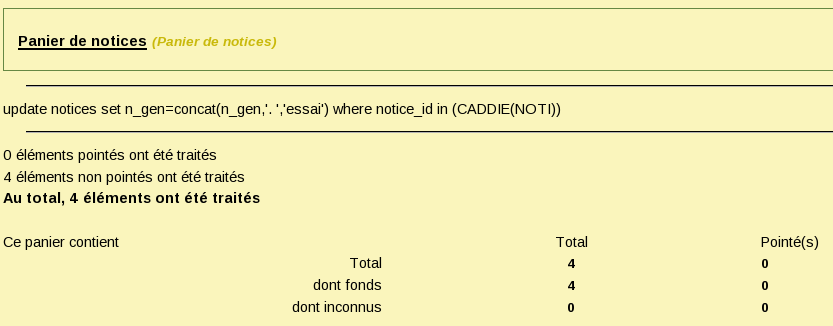 Panier de notices (Panier de notices)
update notices set n_gen=concat(n_gen,'. ','essai') where notice_id in (CADDIE(NOTI))
0 éléments pointés ont été traités
4 éléments non pointés ont été traités
Au total, 4 éléments ont été traités
Ce panier contient Total Pointé(s)
Total 4 0
dont fonds 4 0
dont inconnus 0 0